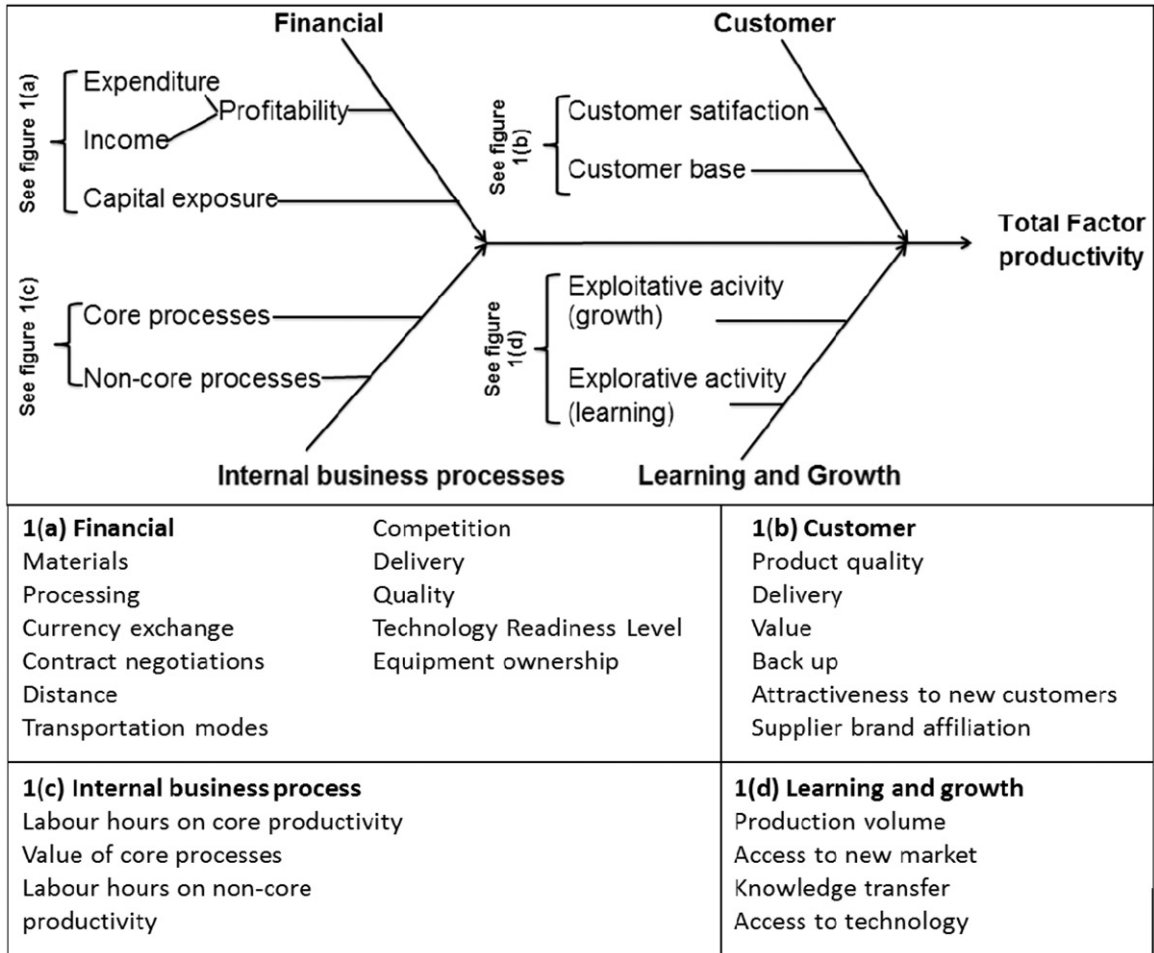 Financial
Customer
See figure 1(a)
Expenditure
Profitability
Income
Capital exposure
See figure
1(b)
Customer satifaction
Customer base
Total Factor
productivity
See figure 1(c)
Core processes
Non-core processes
See figure
1(d)
Exploitative acivity
(growth)
Explorative activity
(learning)
Internal business processes
Learning and Growth
1(a) Financial
Materials
Processing
Currency exchange
Contract negotiations
Distance
Transportation modes
Competition
Delivery
Quality
Technology Readiness Level
Equipment ownership
1(b) Customer
Product quality
Delivery
Value
Back up
Attractiveness to new customers
Supplier brand affiliation
1(c) Internal business process
Labour hours on core productivity
Value of core processes
Labour hours on non-core
productivity
1(d) Learning and growth
Production volume
Access to new market
Knowledge transfer
Access to technology